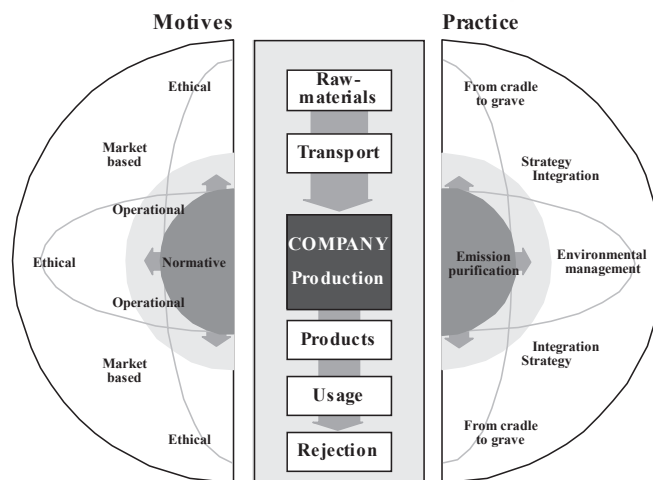 Motives
Practice
Ethical
Market
based
Operational
Ethical
Normative
Operational
Market
based
Ethical
Raw-
materials
Transport
COMPANY
Production
Products
Usage
Rejection
From cradle
to grave
Strategy
Integration
Emission
purification
Environmental
management
Integration
Strategy
From cradle
to grave